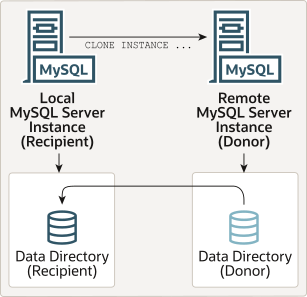 MySQL
MySQL
CLONE INSTANCE ...
Local
MySQL Server
Instance
(Recipient)
Remote
MySQL Server
Instance
(Donor)
Data Directory
(Recipient)
Data Directory
(Donor)